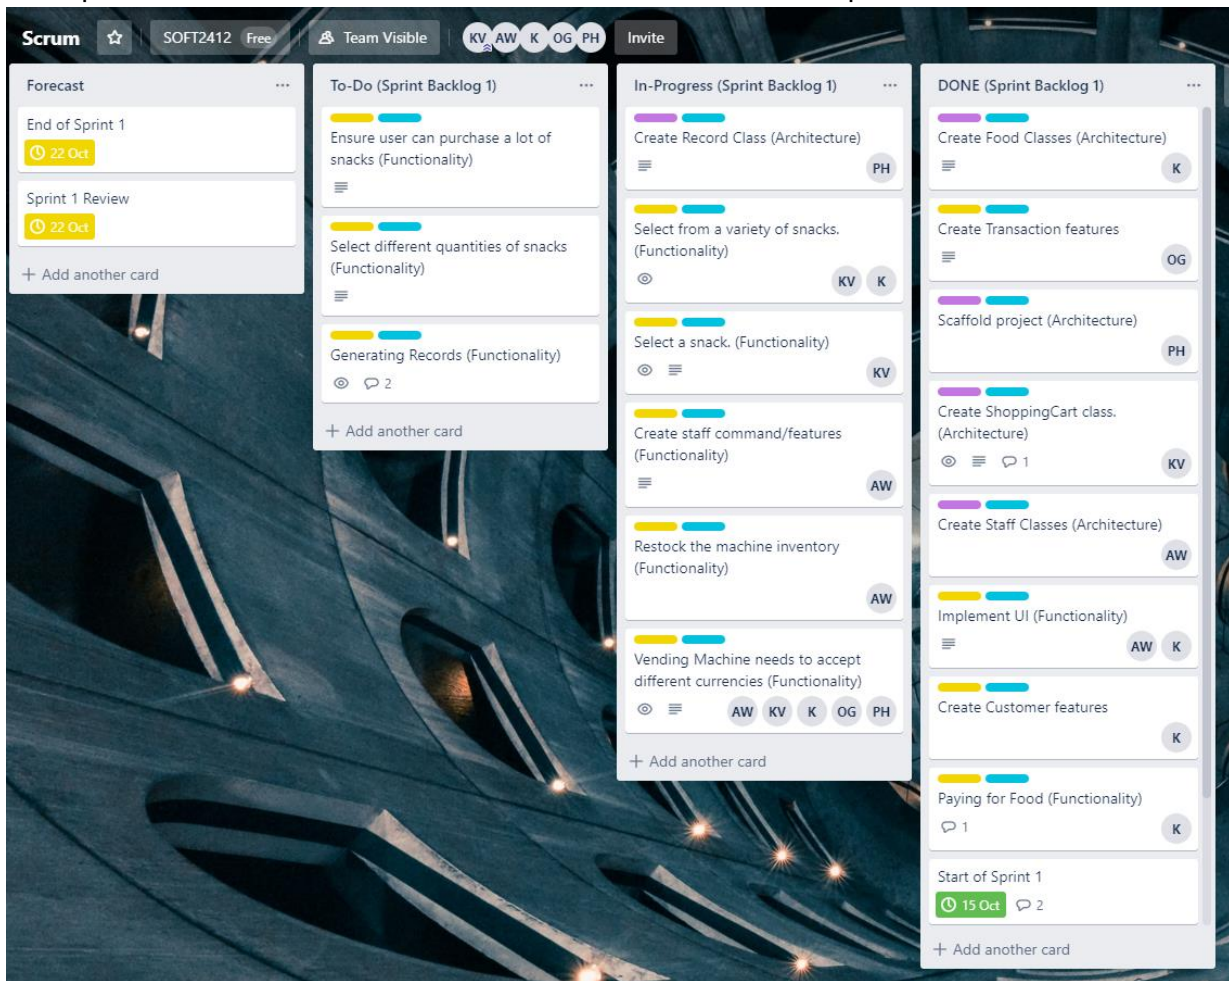 Scrum
SOFT2412 Free
Team Visible
KV AW K OG PH
Invite
Forecast
End of Sprint 1
22 Oct
Sprint 1 Review
22 Oct
+ Add another card
To-Do (Sprint Backlog 1)
Ensure user can purchase a lot of
snacks (Functionality)
Select different quantities of snacks
(Functionality)
Generating Records (Functionality)
2
+ Add another card
In-Progress (Sprint Backlog 1)
Create Record Class (Architecture)
PH
Select from a variety of snacks.
(Functionality)
KV K
Select a snack. (Functionality)
KV
Create staff command/features
(Functionality)
AW
Restock the machine inventory
(Functionality)
AW
Vending Machine needs to accept
different currencies (Functionality)
AW KV K OG PH
+ Add another card
DONE (Sprint Backlog 1)
Create Food Classes (Architecture)
K
Create Transaction features
OG
Scaffold project (Architecture)
PH
Create ShoppingCart class.
(Architecture)
1 KV
Create Staff Classes (Architecture)
AW
Implement UI (Functionality)
AW K
Create Customer features
K
Paying for Food (Functionality)
1 K
Start of Sprint 1
15 Oct 2
+ Add another card